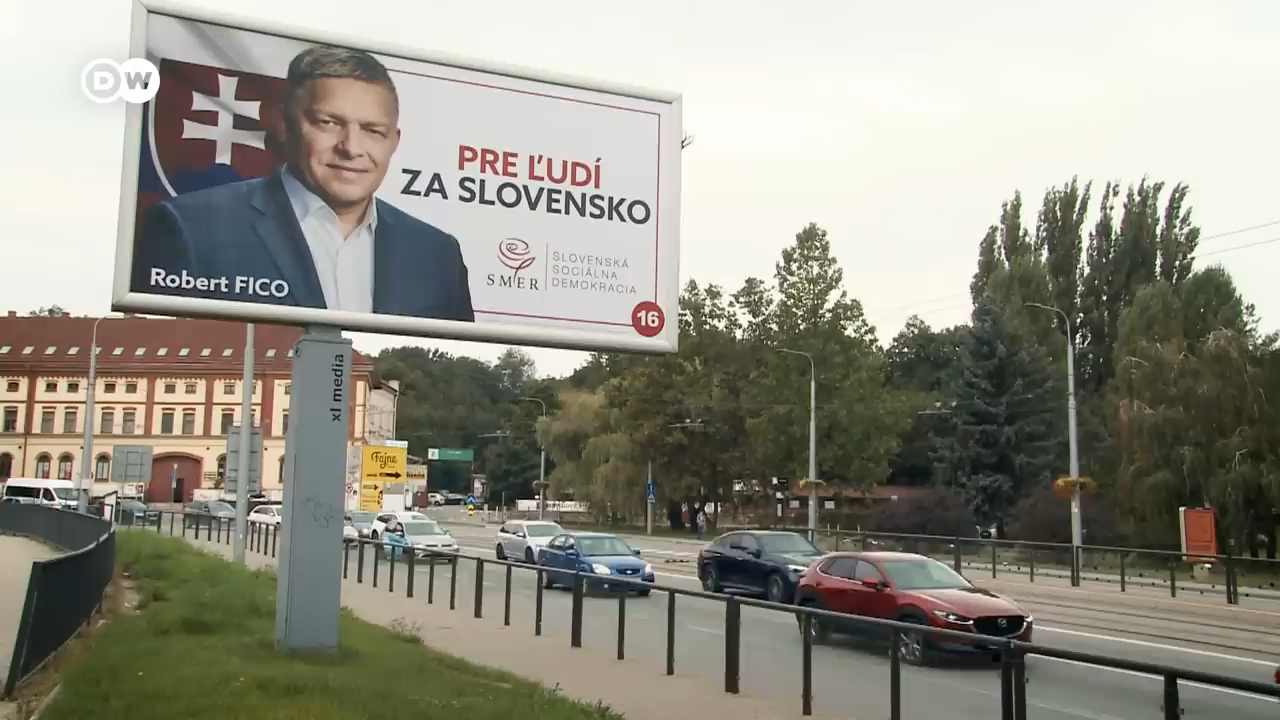 DW
PRE ĽUDÍ
ZA SLOVENSKO
SMER
SLOVENSKÁ
SOCIÁLNA
DEMOKRACIA
Robert FICO
16
xl media
Fajne